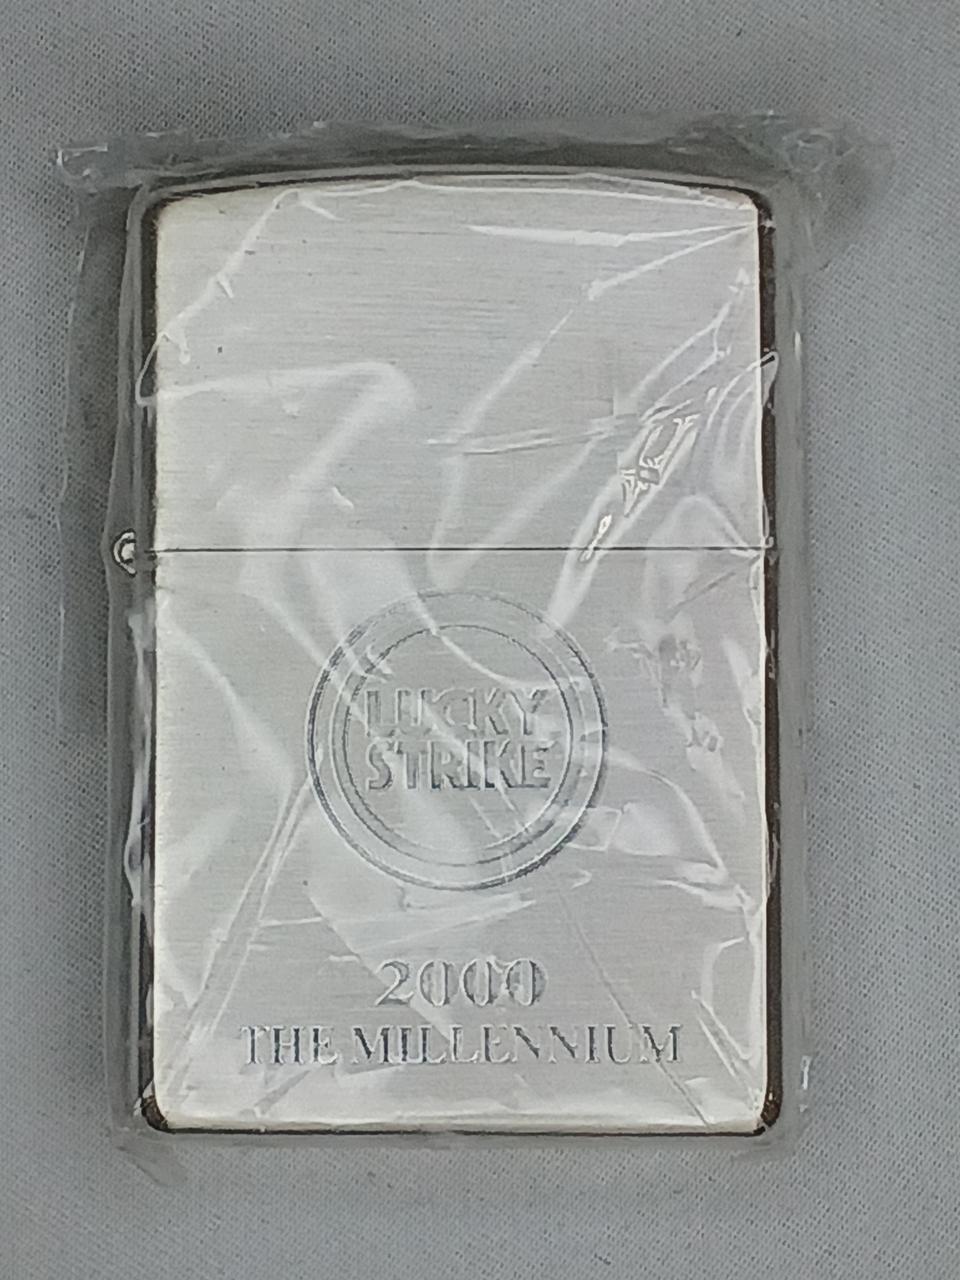 LUCKY
STRIKE
2000
THE MILLENNIUM